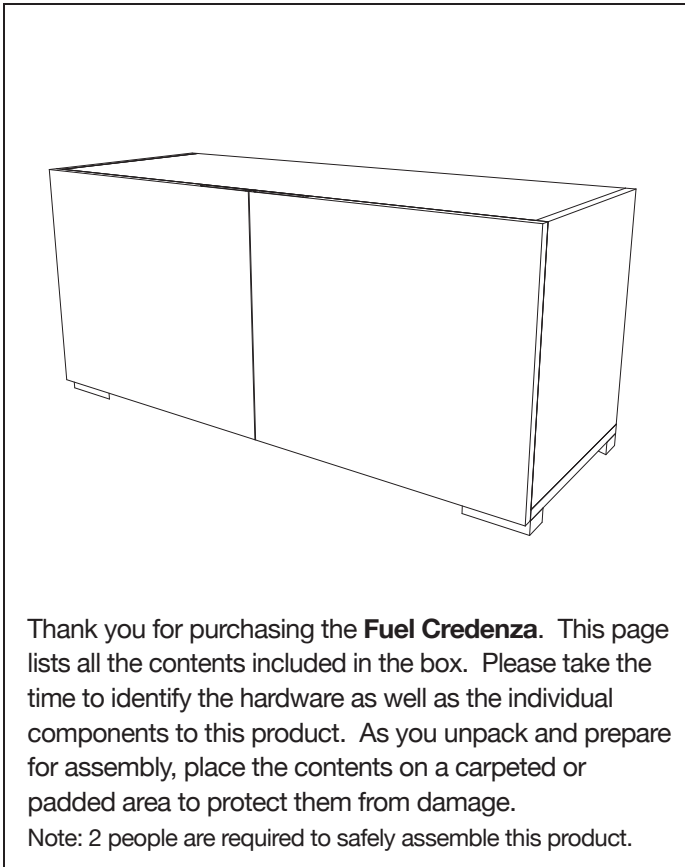 Thank you for purchasing the Fuel Credenza. This page
lists all the contents included in the box. Please take the
time to identify the hardware as well as the individual
components to this product. As you unpack and prepare
for assembly, place the contents on a carpeted or
padded area to protect them from damage.
Note: 2 people are required to safely assemble this product.